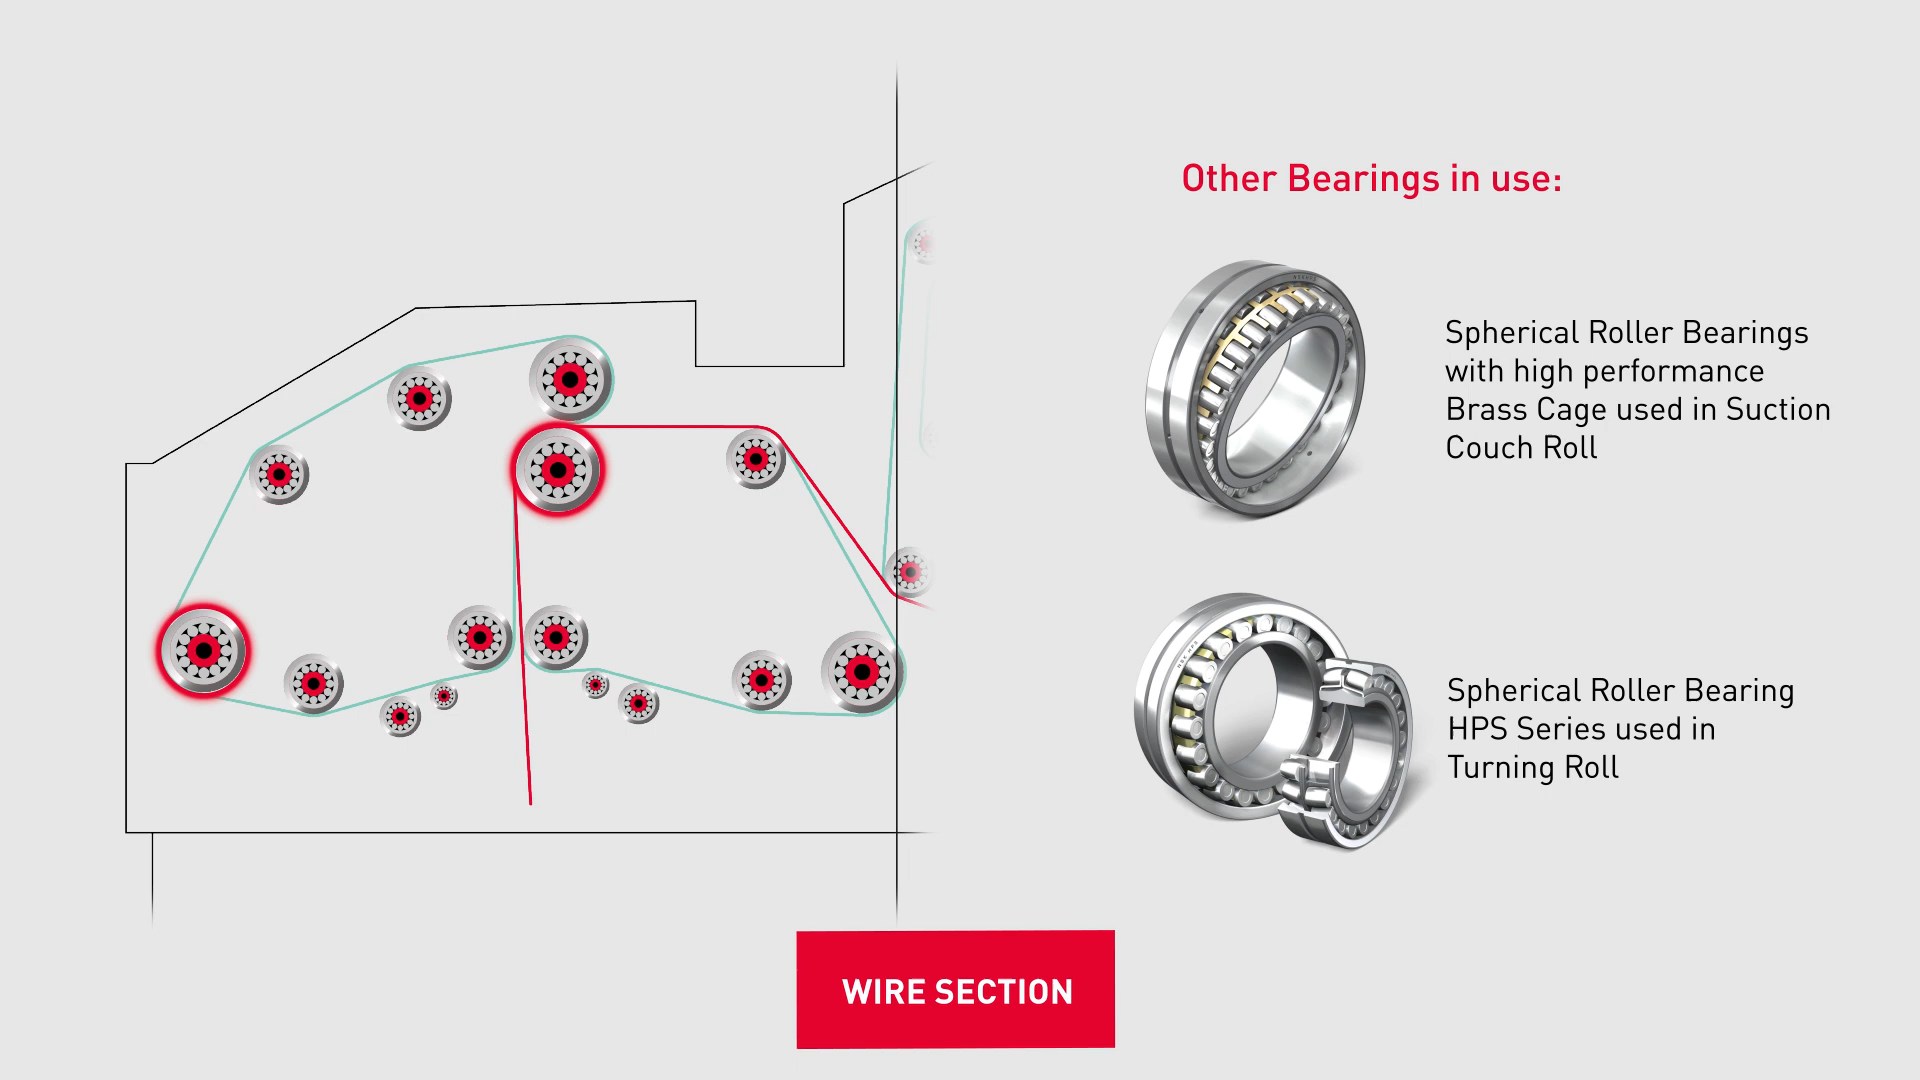 Other Bearings in use:
Spherical Roller Bearings
with high performance
Brass Cage used in Suction
Couch Roll
Spherical Roller Bearing
HPS Series used in
Turning Roll
WIRE SECTION